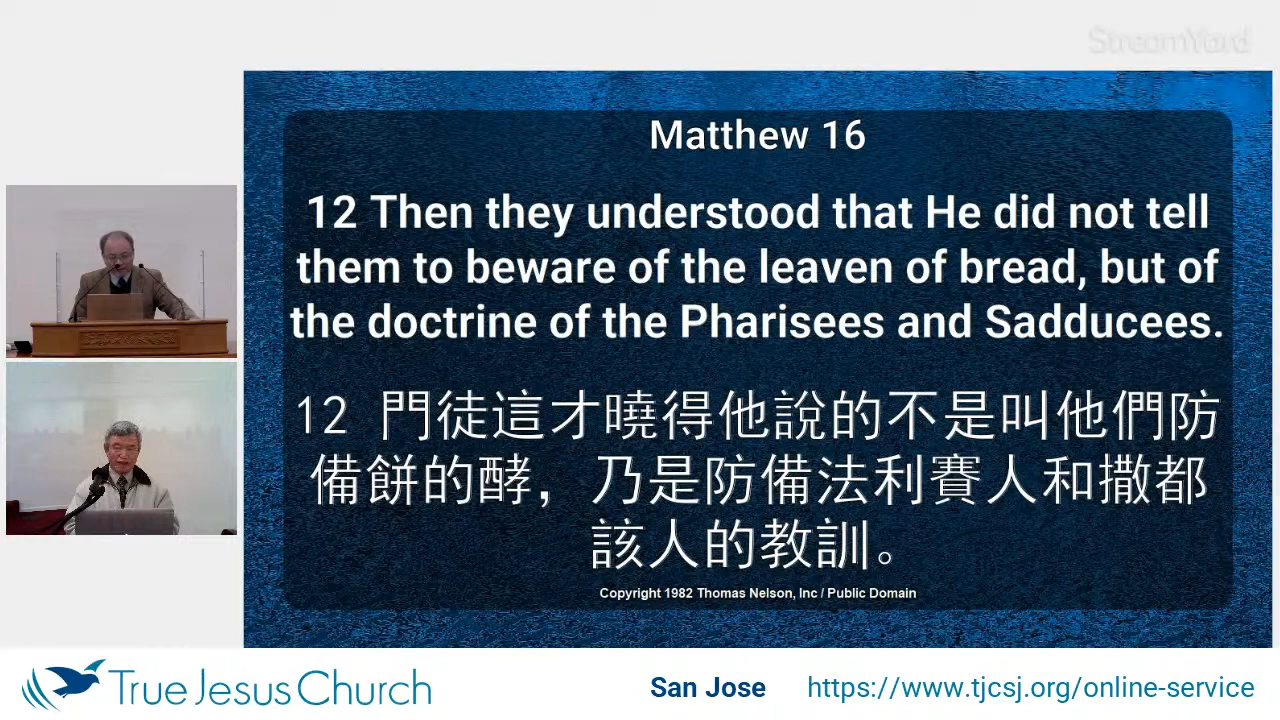 StreamYard
Matthew 16
12 Then they understood that He did not tell
them to beware of the leaven of bread, but of
the doctrine of the Pharisees and Sadducees.
12 門徒這才曉得他說的不是叫他們防
備餅的酵，乃是防備法利賽人和撒都
該人的教訓。
Copyright 1982 Thomas Nelson, Inc / Public Domain
True Jesus Church
San Jose https://www.tjcsj.org/online-service